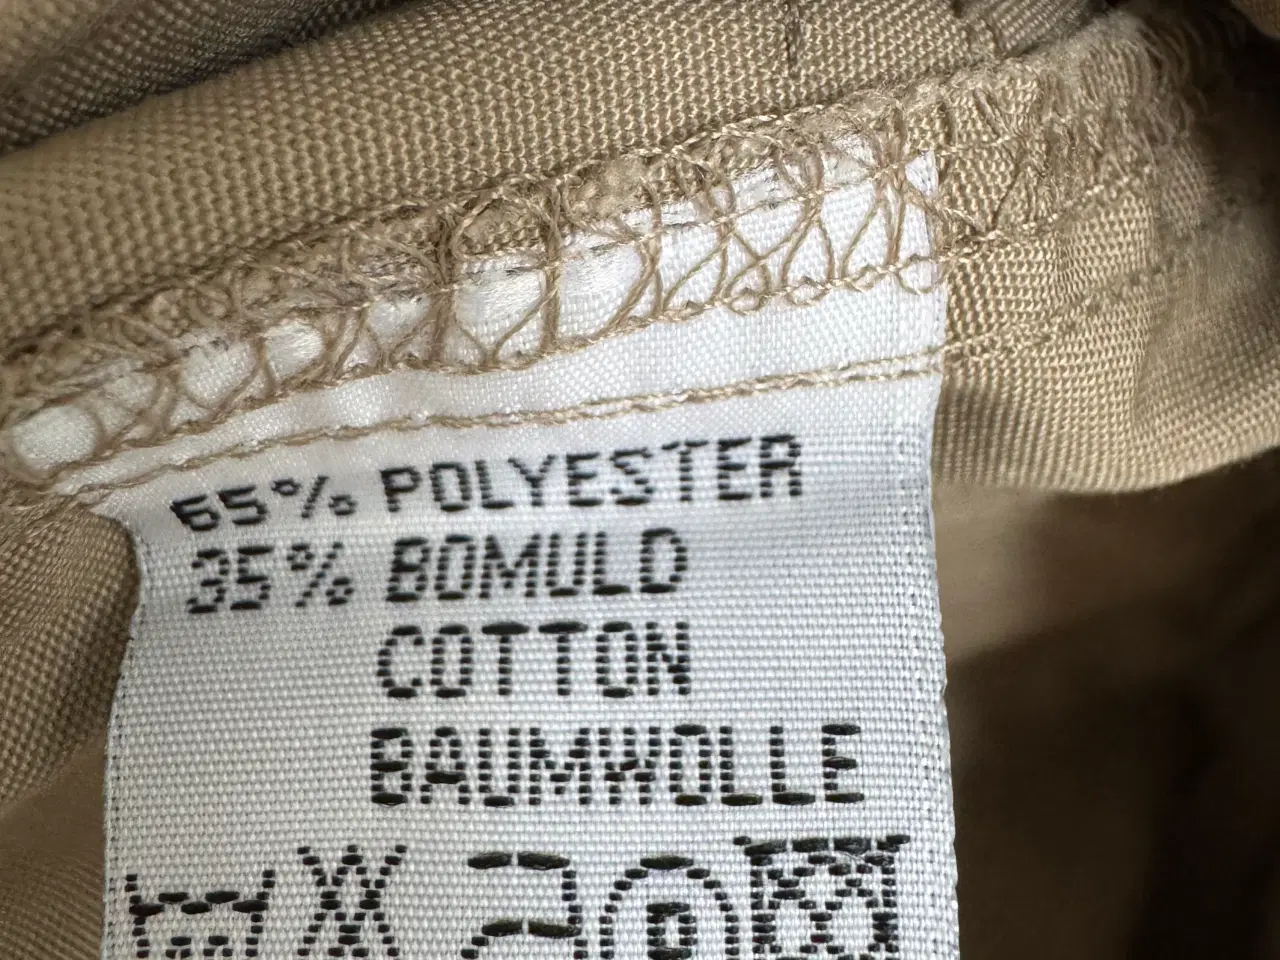 65% POLYESTER
35% BOMULD
COTTON
BAUMWOLLE